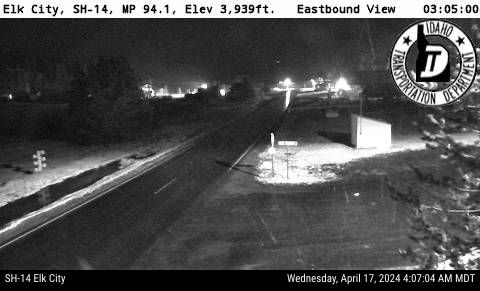 Elk City, SH-14, MP 94.1, Elev 3,939ft. Eastbound View 03:05:00
IDAHO
TRANSPORTATION DEPARTMENT
SH-14 Elk City Wednesday, April 17, 2024 4:07:04 AM MDT